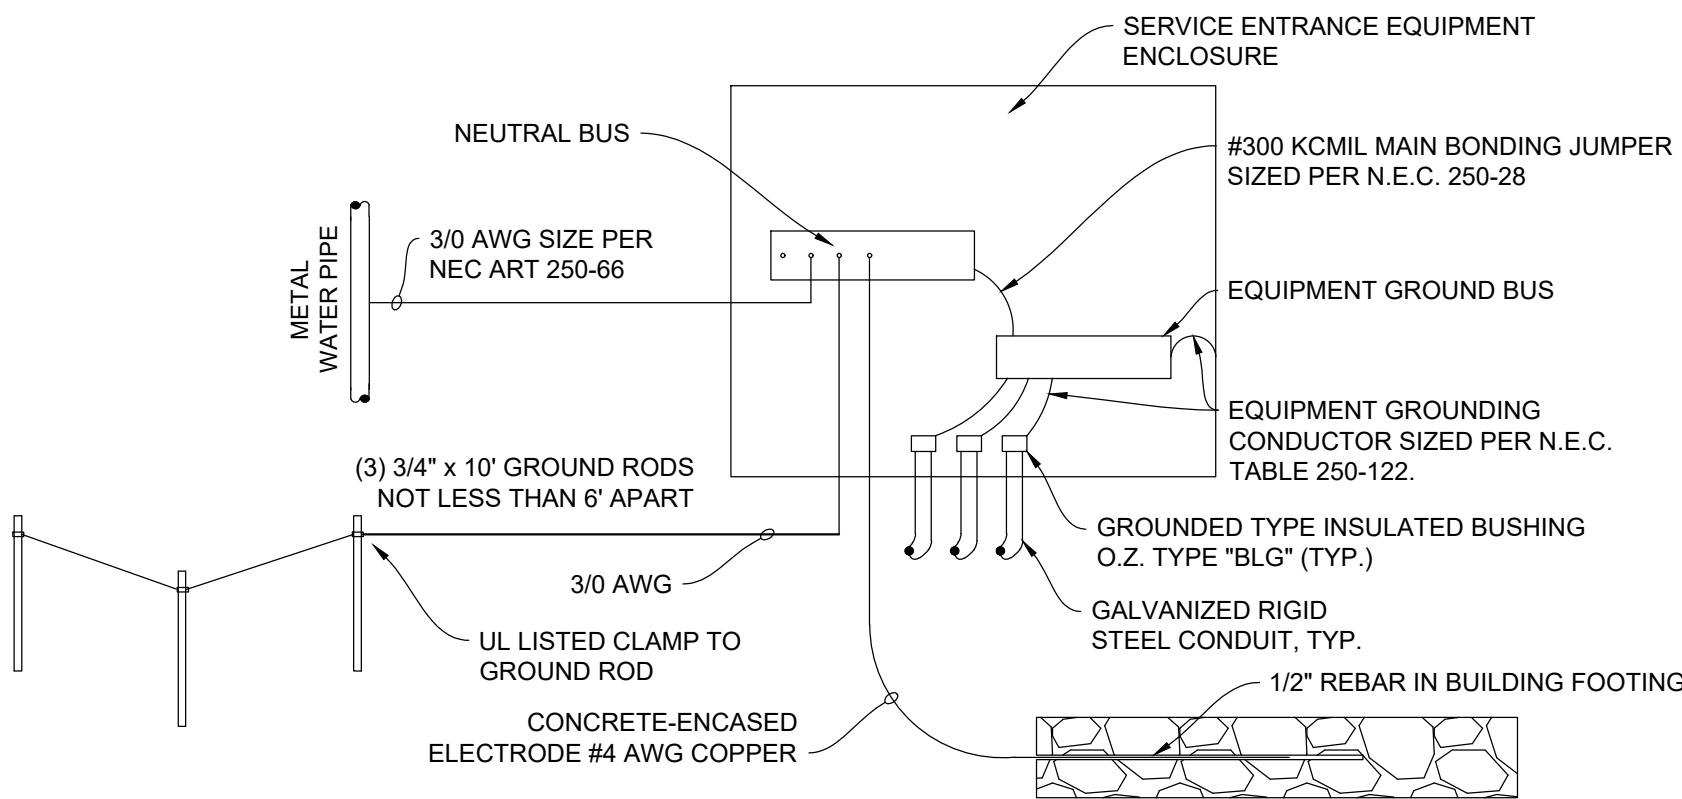 SERVICE ENTRANCE EQUIPMENT
ENCLOSURE
NEUTRAL BUS
#300 KCMIL MAIN BONDING JUMPER
SIZED PER N.E.C. 250-28
3/0 AWG SIZE PER
NEC ART 250-66
METAL
WATER PIPE
EQUIPMENT GROUND BUS
EQUIPMENT GROUNDING
CONDUCTOR SIZED PER N.E.C.
TABLE 250-122.
(3) 3/4" x 10' GROUND RODS
NOT LESS THAN 6' APART
GROUNDED TYPE INSULATED BUSHING
O.Z. TYPE "BLG" (TYP.)
3/0 AWG
GALVANIZED RIGID
STEEL CONDUIT, TYP.
UL LISTED CLAMP TO
GROUND ROD
1/2" REBAR IN BUILDING FOOTING
CONCRETE-ENCASED
ELECTRODE #4 AWG COPPER